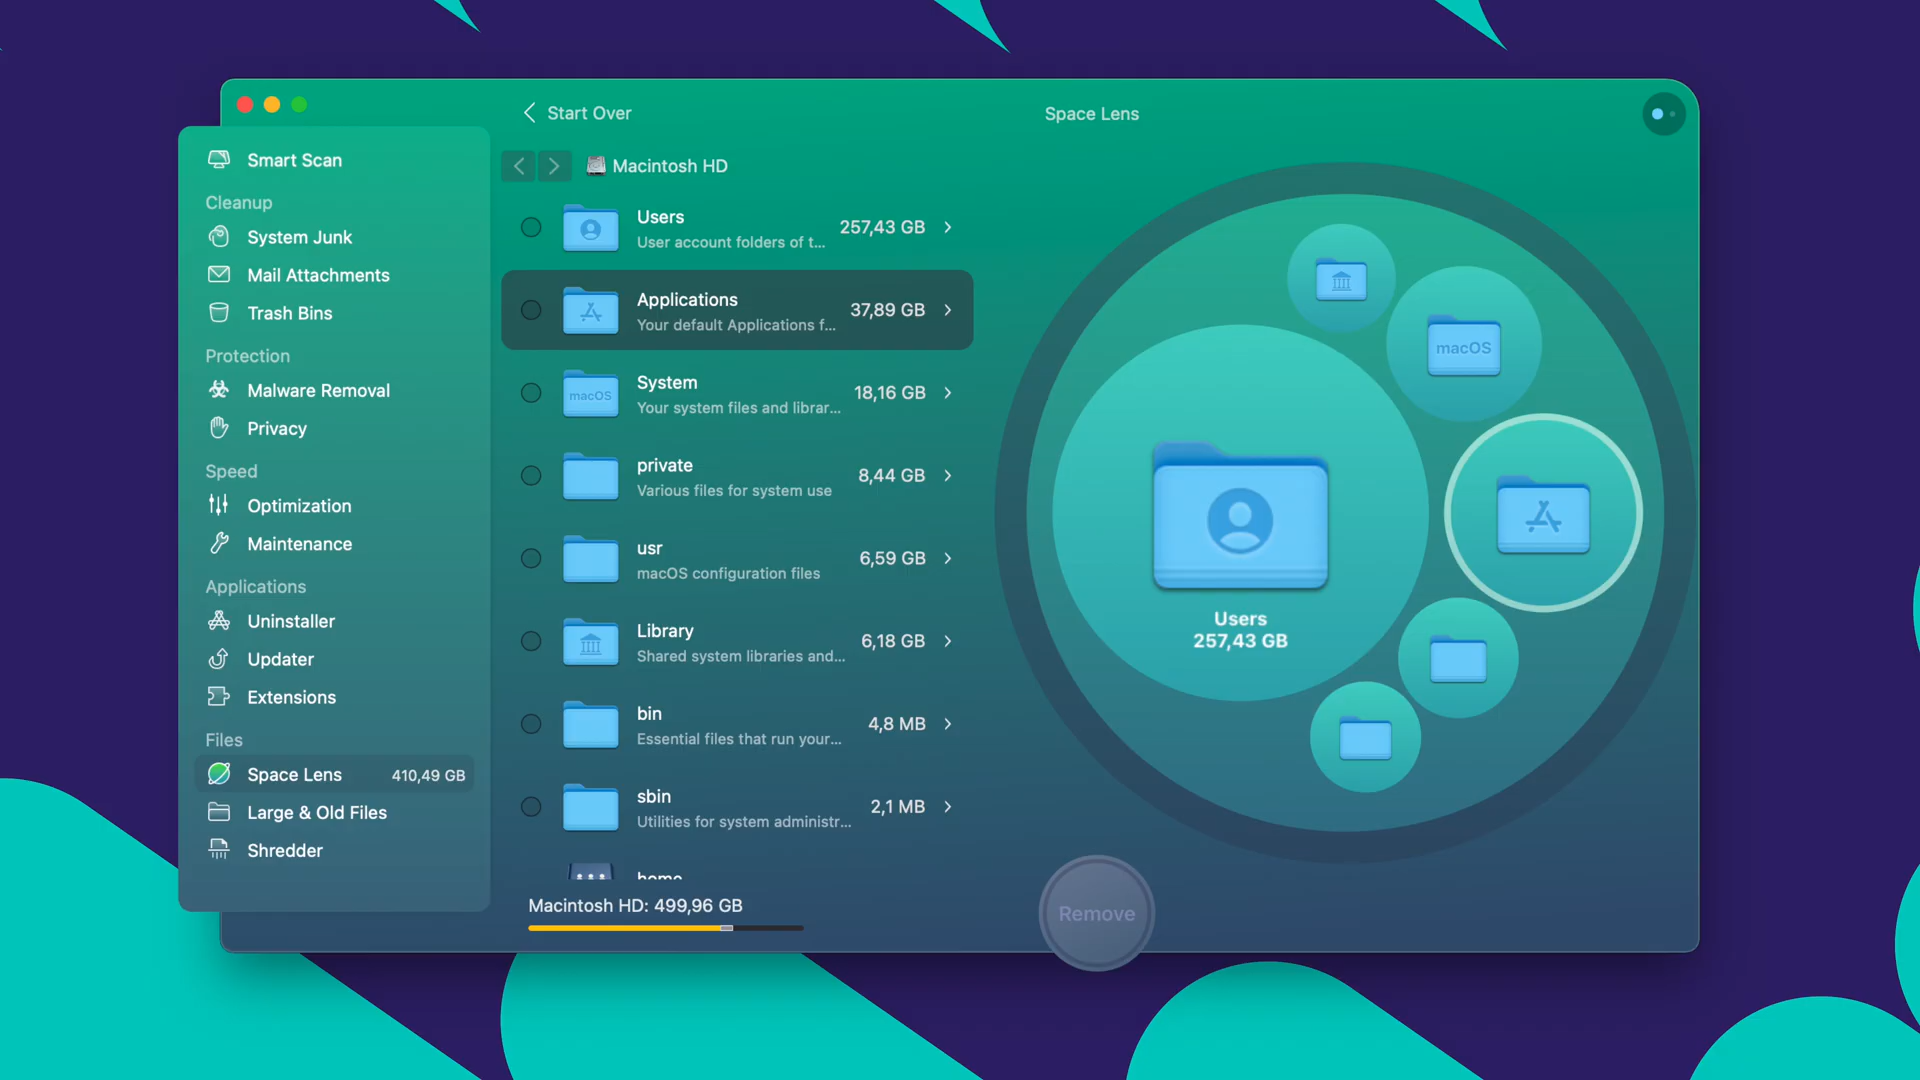 Start Over
Space Lens
Smart Scan
Cleanup
System Junk
Mail Attachments
Trash Bins
Protection
Malware Removal
Privacy
Speed
Optimization
Maintenance
Applications
Uninstaller
Updater
Extensions
Files
Space Lens 410,49 GB
Large & Old Files
Shredder
Macintosh HD
Users
User account folders of t...
257,43 GB
Applications
Your default Applications f...
37,89 GB
macOS
System
Your system files and librar...
18,16 GB
private
Various files for system use
8,44 GB
usr
macOS configuration files
6,59 GB
Library
Shared system libraries and...
6,18 GB
bin
Essential files that run your...
4,8 MB
sbin
Utilities for system administr...
2,1 MB
home
Macintosh HD: 499,96 GB
macOS
Users
257,43 GB
Remove